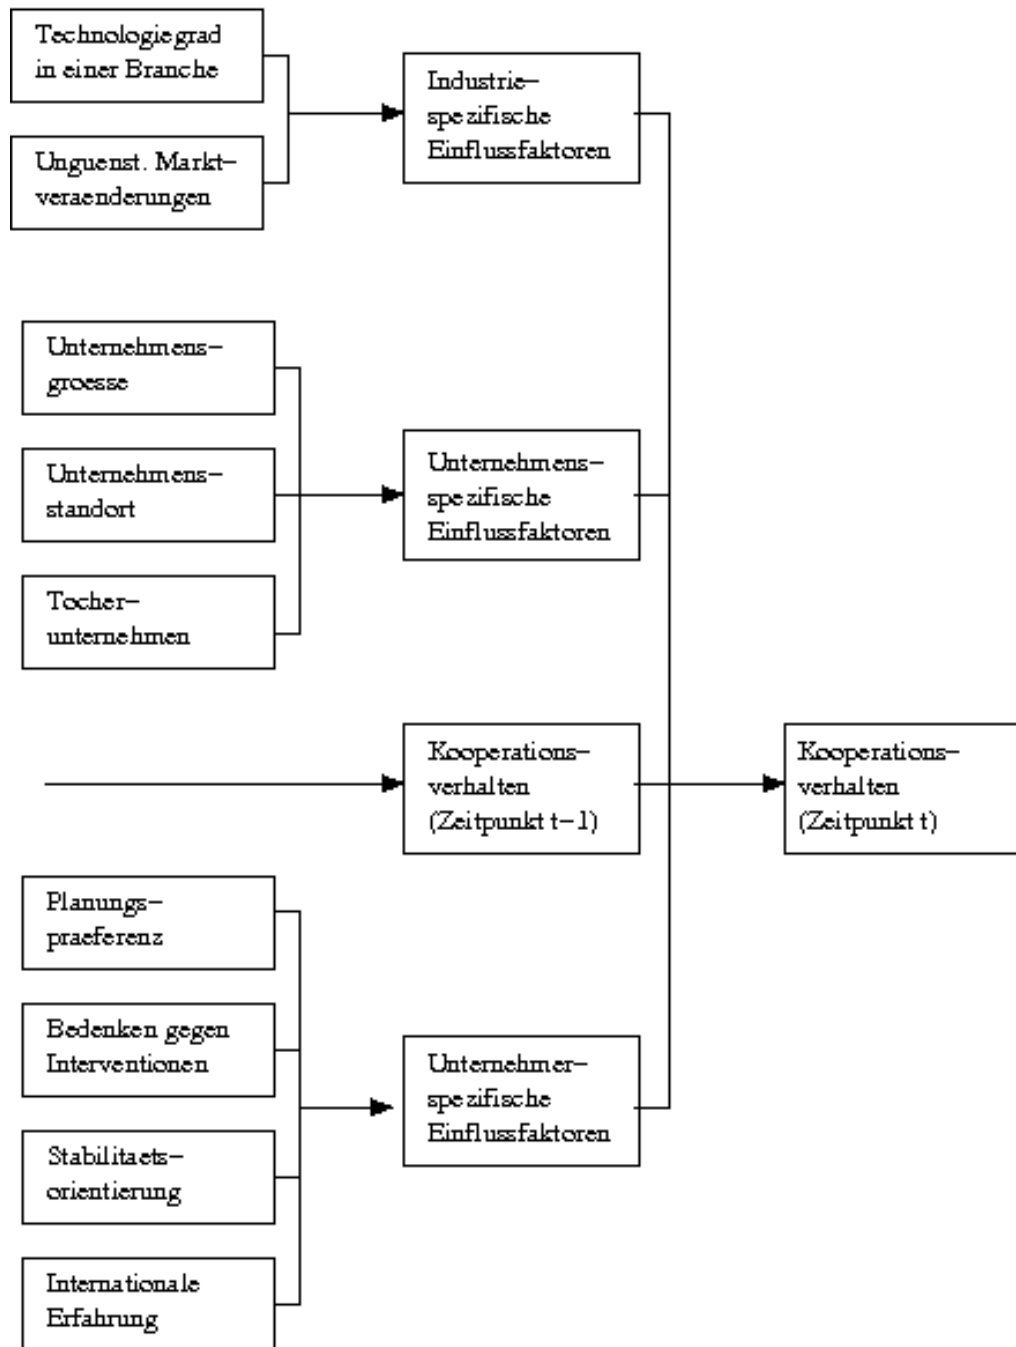 Technologiegrad
in einer Branche
Unguenst. Markt–
veraenderungen
Industrie–
spezifische
Einflussfaktoren
Unternehmens–
groesse
Unternehmens–
standort
Tocher–
unternehmen
Unternehmens–
spezifische
Einflussfaktoren
Kooperations–
verhalten
(Zeitpunkt t–1)
Kooperations–
verhalten
(Zeitpunkt t)
Planungs–
praeferenz
Bedenken gegen
Interventionen
Stabilitaets–
orientierung
Internationale
Erfahrung
Unternehmer–
spezifische
Einflussfaktoren